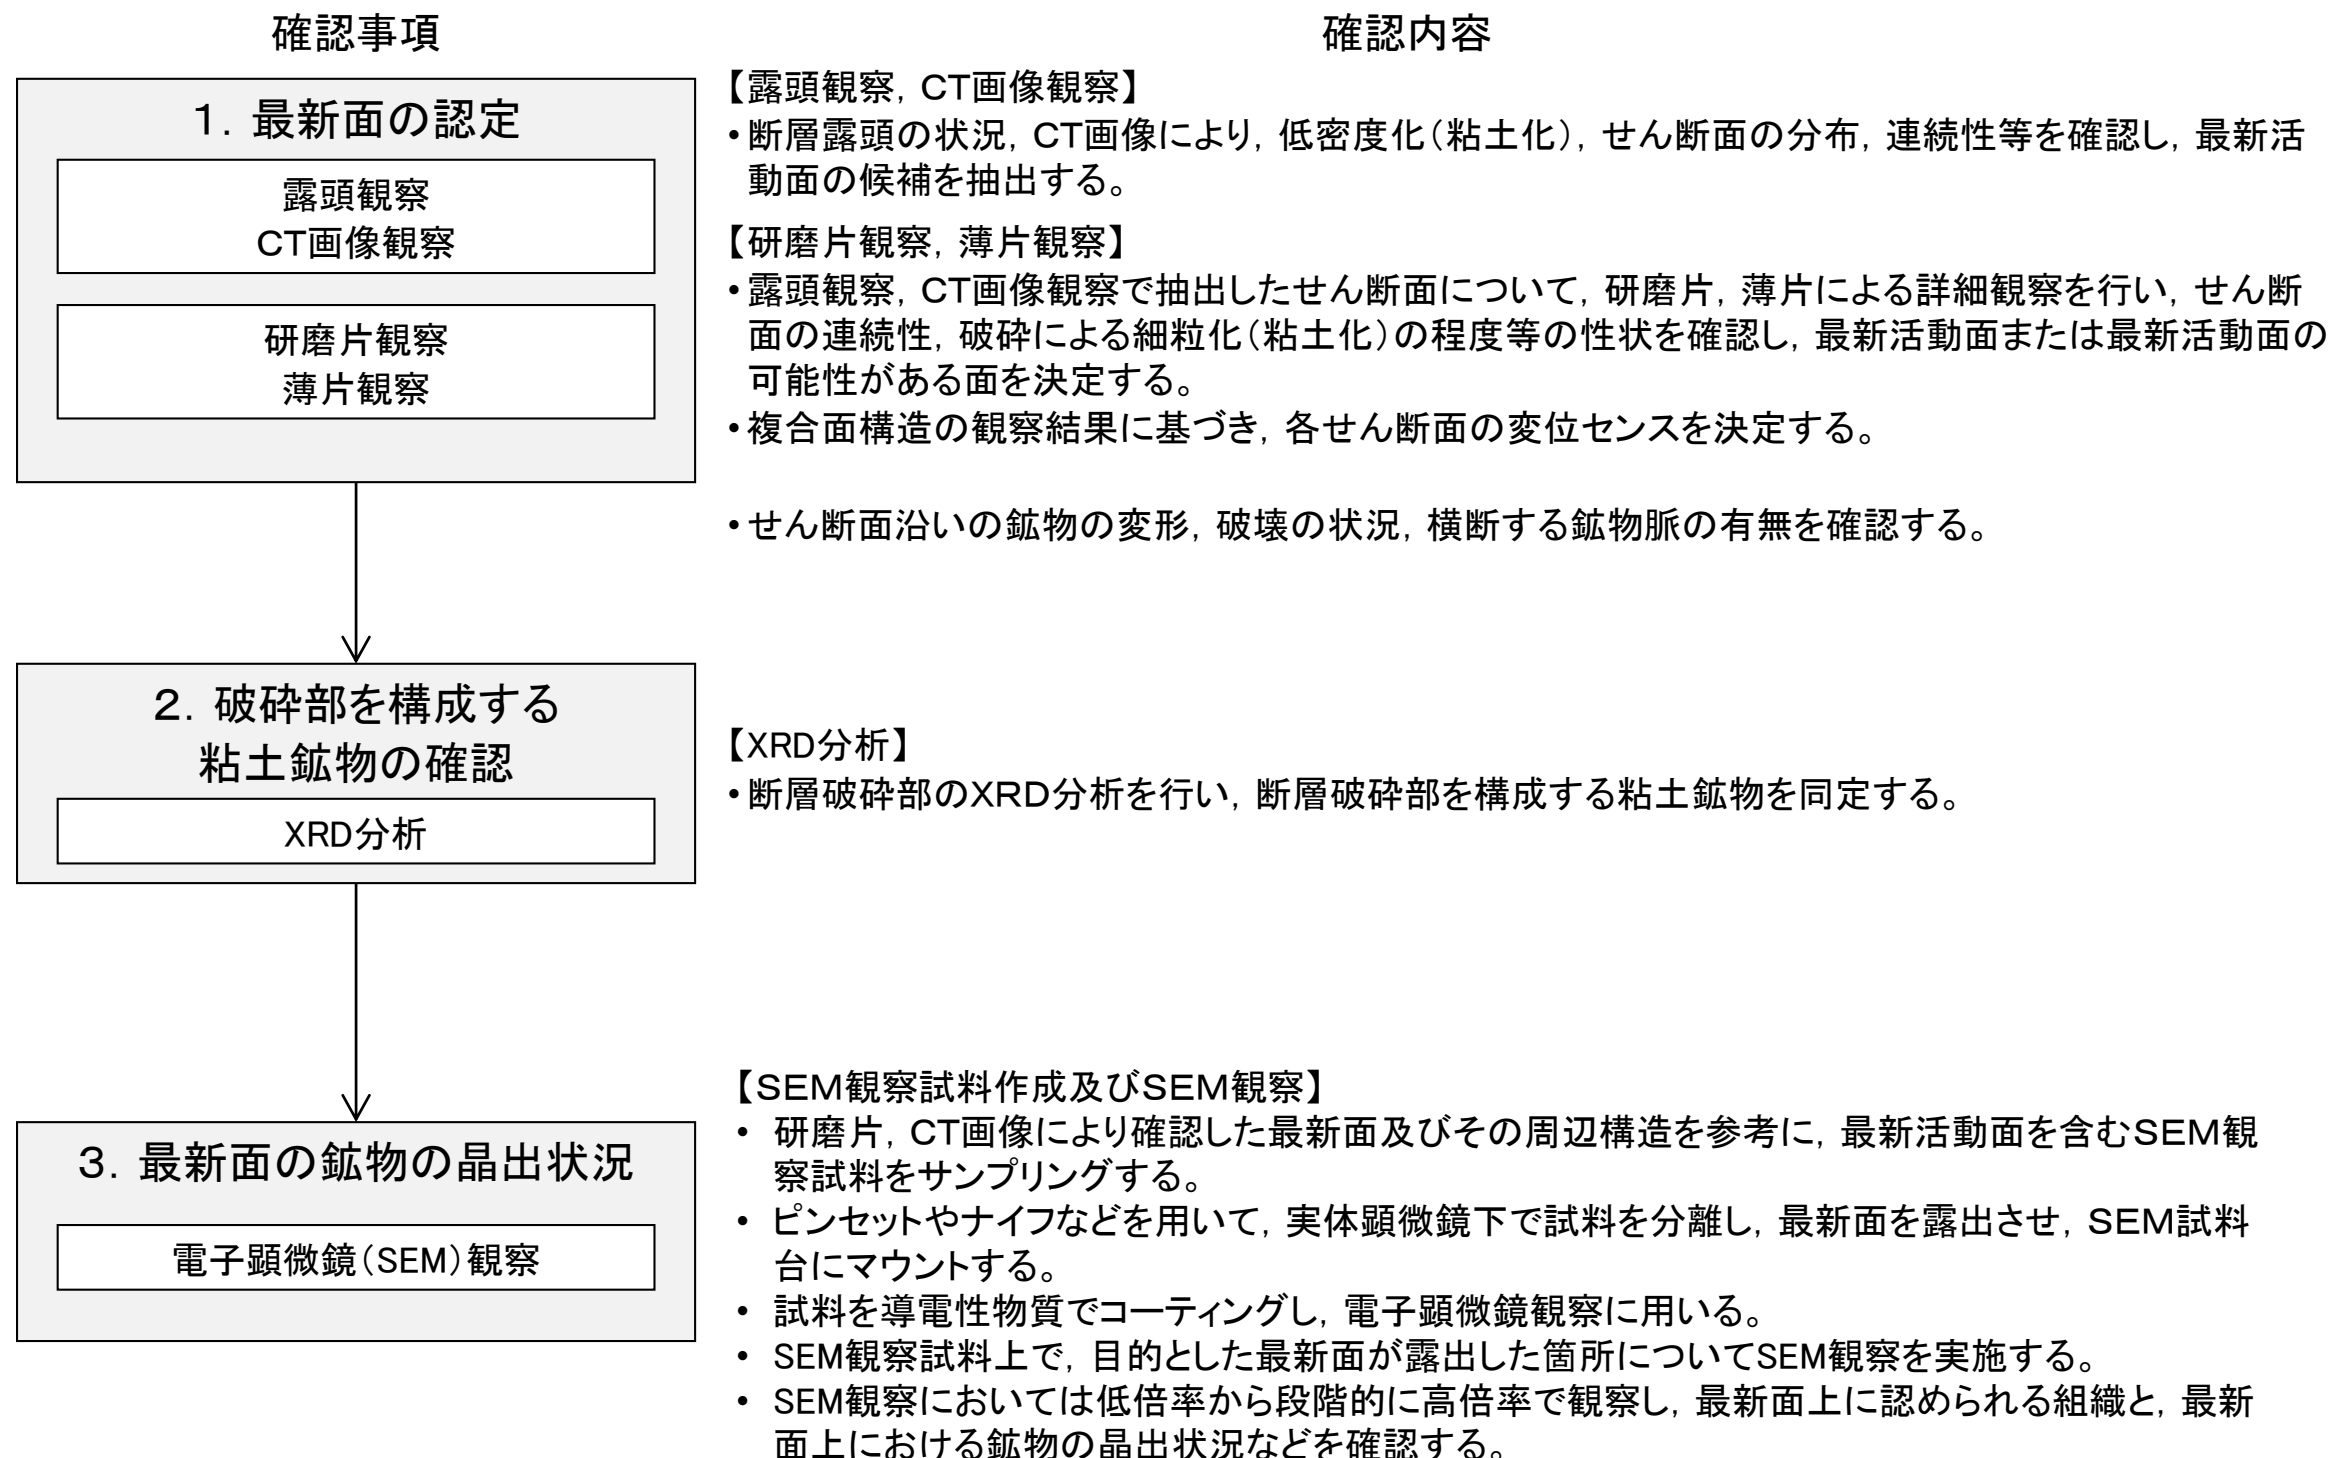 確認事項
確認内容
１．最新面の認定
露頭観察
ＣＴ画像観察
研磨片観察
薄片観察
【露頭観察，ＣＴ画像観察】
・断層露頭の状況，ＣＴ画像により，低密度化（粘土化），せん断面の分布，連続性等を確認し，最新活
動面の候補を抽出する。
【研磨片観察，薄片観察】
・露頭観察，ＣＴ画像観察で抽出したせん断面について，研磨片，薄片による詳細観察を行い，せん断
面の連続性，破砕による細粒化（粘土化）の程度等の性状を確認し，最新活動面または最新活動面の
可能性がある面を決定する。
・複合面構造の観察結果に基づき，各せん断面の変位センスを決定する。
・せん断面沿いの鉱物の変形，破壊の状況，横断する鉱物脈の有無を確認する。
２．破砕部を構成する
粘土鉱物の確認
XRD分析
【XRD分析】
・断層破砕部のＸＲＤ分析を行い，断層破砕部を構成する粘土鉱物を同定する。
３．最新面の鉱物の晶出状況
電子顕微鏡（SEM）観察
【ＳＥＭ観察試料作成及びＳＥＭ観察】
• 研磨片，ＣＴ画像により確認した最新面及びその周辺構造を参考に，最新活動面を含むＳＥＭ観
察試料をサンプリングする。
• ピンセットやナイフなどを用いて，実体顕微鏡下で試料を分離し，最新面を露出させ，ＳＥＭ試料
台にマウントする。
• 試料を導電性物質でコーティングし，電子顕微鏡観察に用いる。
• SEM観察試料上で，目的とした最新面が露出した箇所についてSEM観察を実施する。
• SEM観察においては低倍率から段階的に高倍率で観察し，最新面上に認められる組織と，最新
面上における鉱物の晶出状況などを確認する。